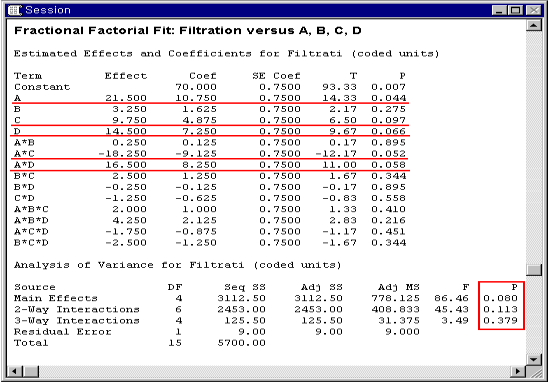 Session
Fractional Factorial Fit: Filtration versus A, B, C, D
Estimated Effects and Coefficients for Filtrati (coded units)
Term Effect Coef SE Coef T P
Constant 70.000 0.7500 93.33 0.007
A 21.500 10.750 0.7500 14.33 0.044
B 3.250 1.625 0.7500 2.17 0.275
C 9.750 4.875 0.7500 6.50 0.097
D 14.500 7.250 0.7500 9.67 0.066
A*B 0.250 0.125 0.7500 0.17 0.895
A*C -18.250 -9.125 0.7500 -12.17 0.052
A*D 16.500 8.250 0.7500 11.00 0.058
B*C 2.500 1.250 0.7500 1.67 0.344
B*D -0.250 -0.125 0.7500 -0.17 0.895
C*D -1.250 -0.625 0.7500 -0.83 0.558
A*B*C 2.000 1.000 0.7500 1.33 0.410
A*B*D 4.250 2.125 0.7500 2.83 0.216
A*C*D -1.750 -0.875 0.7500 -1.17 0.451
B*C*D -2.500 -1.250 0.7500 -1.67 0.344
Analysis of Variance for Filtrati (coded units)
Source DF Seq SS Adj SS Adj MS F P
Main Effects 4 3112.50 3112.50 778.125 86.46 0.080
2-Way Interactions 6 2453.00 2453.00 408.833 45.43 0.113
3-Way Interactions 4 125.50 125.50 31.375 3.49 0.379
Residual Error 1 9.00 9.00 9.000
Total 15 5700.00